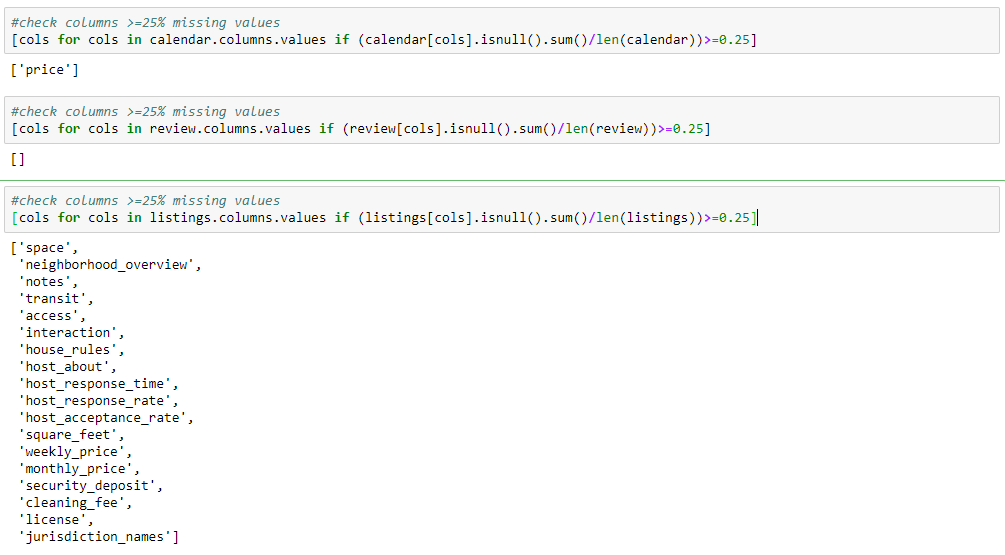 #check columns >=25% missing values
[cols for cols in calendar.columns.values if (calendar[cols].isnull().sum()/len(calendar))>=0.25]
['price']
#check columns >=25% missing values
[cols for cols in review.columns.values if (review[cols].isnull().sum()/len(review))>=0.25]
[]
#check columns >=25% missing values
[cols for cols in listings.columns.values if (listings[cols].isnull().sum()/len(listings))>=0.25]
['space',
 'neighborhood_overview',
 'notes',
 'transit',
 'access',
 'interaction',
 'house_rules',
 'host_about',
 'host_response_time',
 'host_response_rate',
 'host_acceptance_rate',
 'square_feet',
 'weekly_price',
 'monthly_price',
 'security_deposit',
 'cleaning_fee',
 'license',
 'jurisdiction_names']